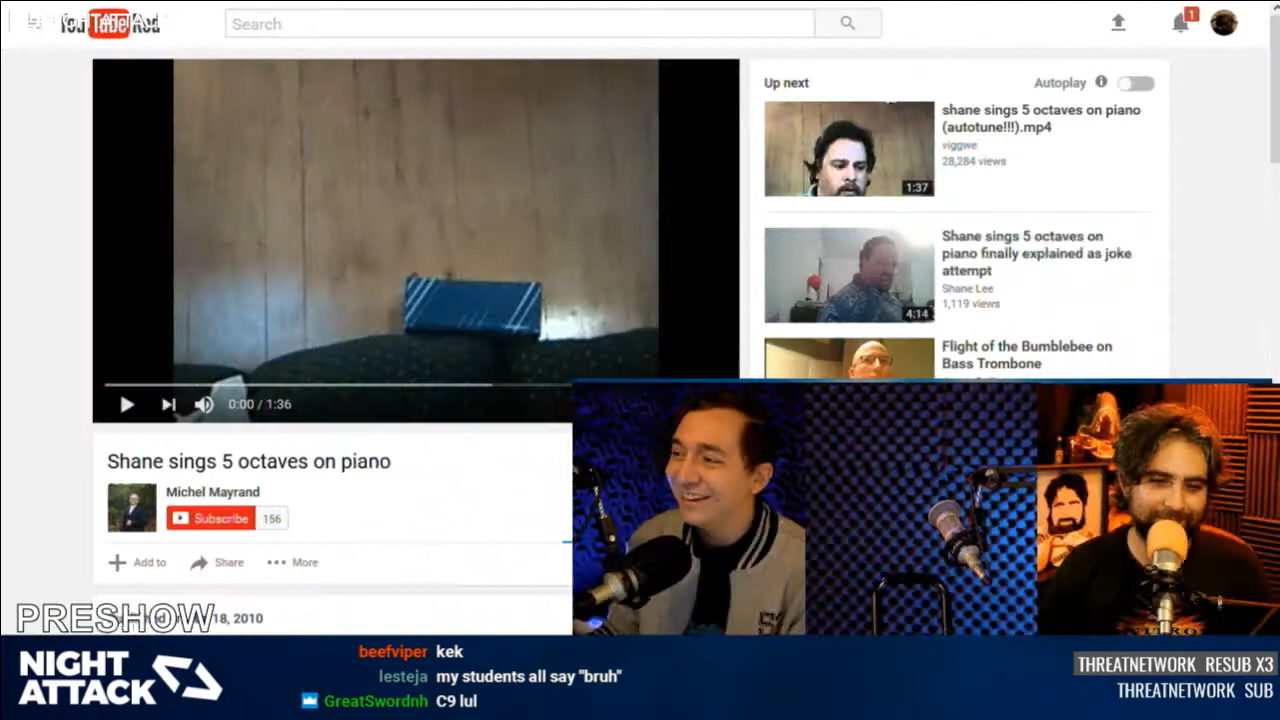 You Tube Red
Search
1
Up next
Autoplay
shane sings 5 octaves on piano
(autotune!!!).mp4
viggwe
28,284 views
1:37
Shane sings 5 octaves on
piano finally explained as joke
attempt
Shane Lee
1,119 views
4:14
Flight of the Bumblebee on
Bass Trombone
0:00 / 1:36
Shane sings 5 octaves on piano
Michel Mayrand
Subscribe 156
Add to Share More
18, 2010
PRESHOW
NIGHT
ATTACK
beefviper kek
lesteja my students all say "bruh"
GreatSwordnh C9 lul
THREATNETWORK RESUB X3
THREATNETWORK SUB